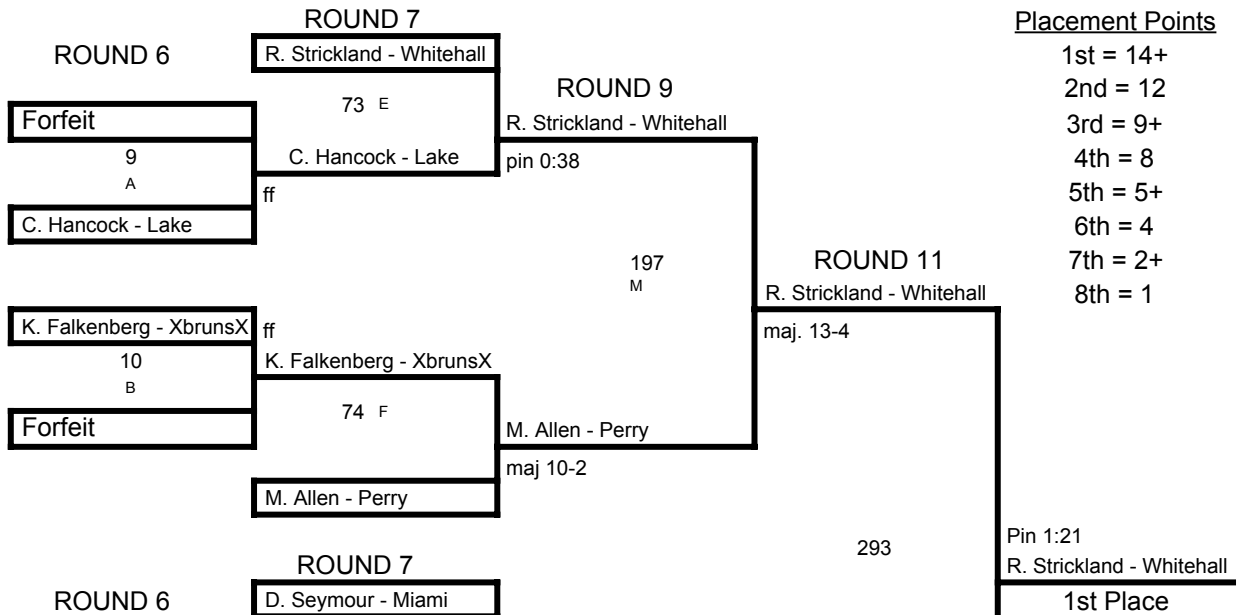 ROUND 7
Placement Points
ROUND 6
R. Strickland - Whitehall
1st = 14+
2nd = 12
73 E
ROUND 9
Forfeit
R. Strickland - Whitehall
3rd = 9+
9
C. Hancock - Lake
pin 0:38
4th = 8
A
ff
5th = 5+
C. Hancock - Lake
6th = 4
197
ROUND 11
7th = 2+
M
R. Strickland - Whitehall
8th = 1
K. Falkenberg - XbrunsX
ff
maj. 13-4
10
K. Falkenberg - XbrunsX
B
74 F
Forfeit
M. Allen - Perry
maj 10-2
M. Allen - Perry
293
Pin 1:21
ROUND 7
R. Strickland - Whitehall
ROUND 6
D. Seymour - Miami
1st Place